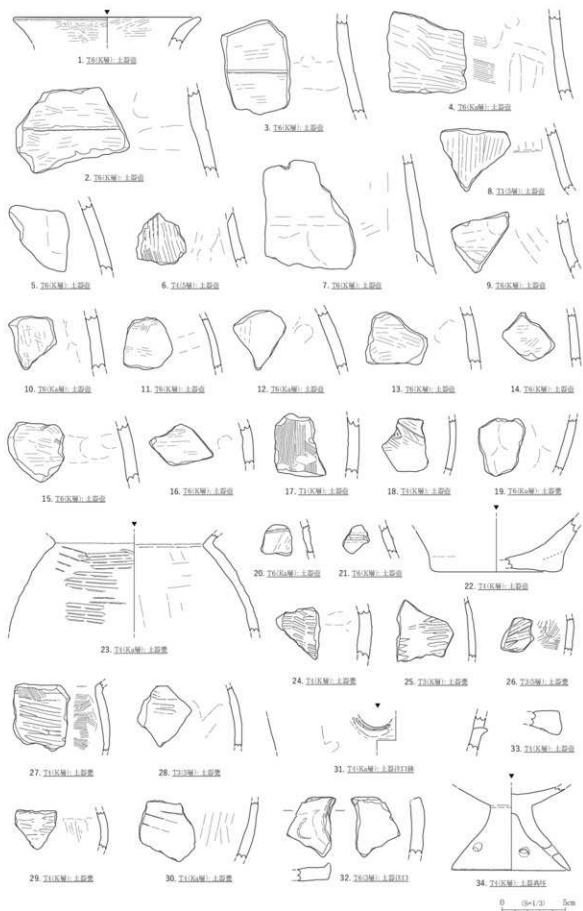 1. T6(K層): 土器壺
2. T6(K層): 土器壺
3. T6(K層): 土器壺
4. T6(Ka層): 土器壺
5. T6(K層): 土器壺
6. T4(5層): 土器壺
7. T6(K層): 土器壺
8. T1(5層): 土器壺
9. T6(K層): 土器壺
10. T6(Ka層): 土器壺
11. T6(K層): 土器壺
12. T6(Ka層): 土器壺
13. T6(K層): 土器壺
14. T6(K層): 土器壺
15. T6(K層): 土器壺
16. T6(K層): 土器壺
17. T1(K層): 土器壺
18. T4(K層): 土器壺
19. T6(Ka層): 土器甕
20. T6(Ka層): 土器壺
21. T6(K層): 土器壺
22. T4(K層): 土器壺
23. T4(Ka層): 土器甕
24. T4(K層): 土器甕
25. T3(K層): 土器甕
26. T3(5層): 土器甕
27. T4(K層): 土器甕
28. T3(3層): 土器甕
29. T4(K層): 土器甕
30. T4(Ka層): 土器甕
31. T4(Ka層): 土器注口鉢
32. T6(3層): 土器注口
33. T4(K層): 土器壺
34. T4(K層): 土器高坏
0 (S=1/3) 5cm